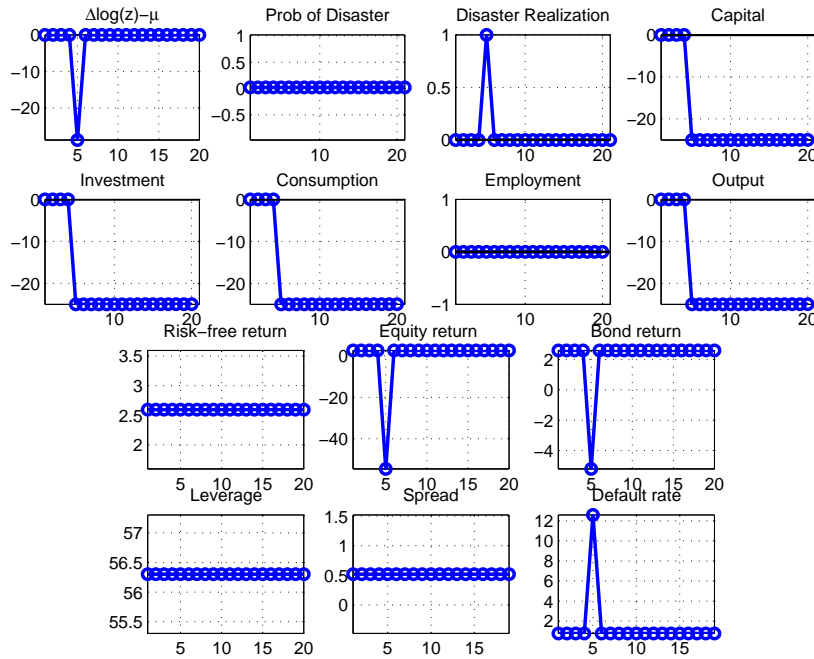 Δlog(z)−μ Prob of Disaster Disaster Realization Capital
0 −10 −20 5 10 15 20
1 0.5 0 −0.5 10 20
1 0.5 0 10 20
0 −10 −20 10 20
Investment Consumption Employment Output
0 −10 −20 10 20
0 −10 −20 10 20
1 0 −1 10 20
0 −10 −20 10 20
Risk−free return Equity return Bond return
3.5 3 2.5 2 5 10 15 20
0 −20 −40 5 10 15 20
2 0 −2 −4 5 10 15 20
Leverage Spread Default rate
57 56.5 56 55.5 5 10 15 20
1.5 1 0.5 0 5 10 15
12 10 8 6 4 2 5 10 15